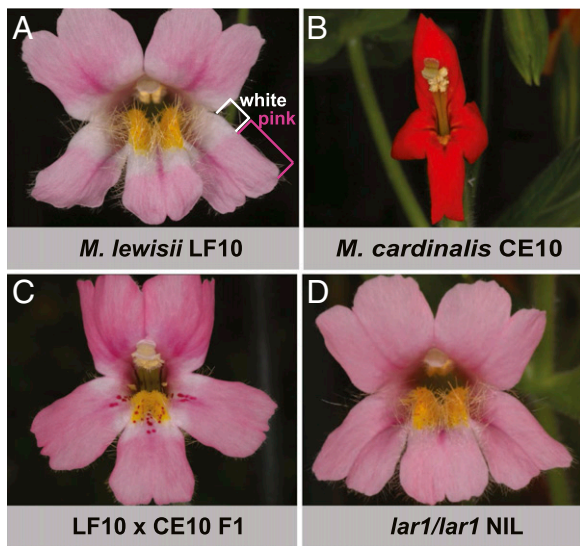 A
B
white
pink
M. lewisii LF10
M. cardinalis CE10
C
D
LF10 x CE10 F1
lar1/lar1 NIL